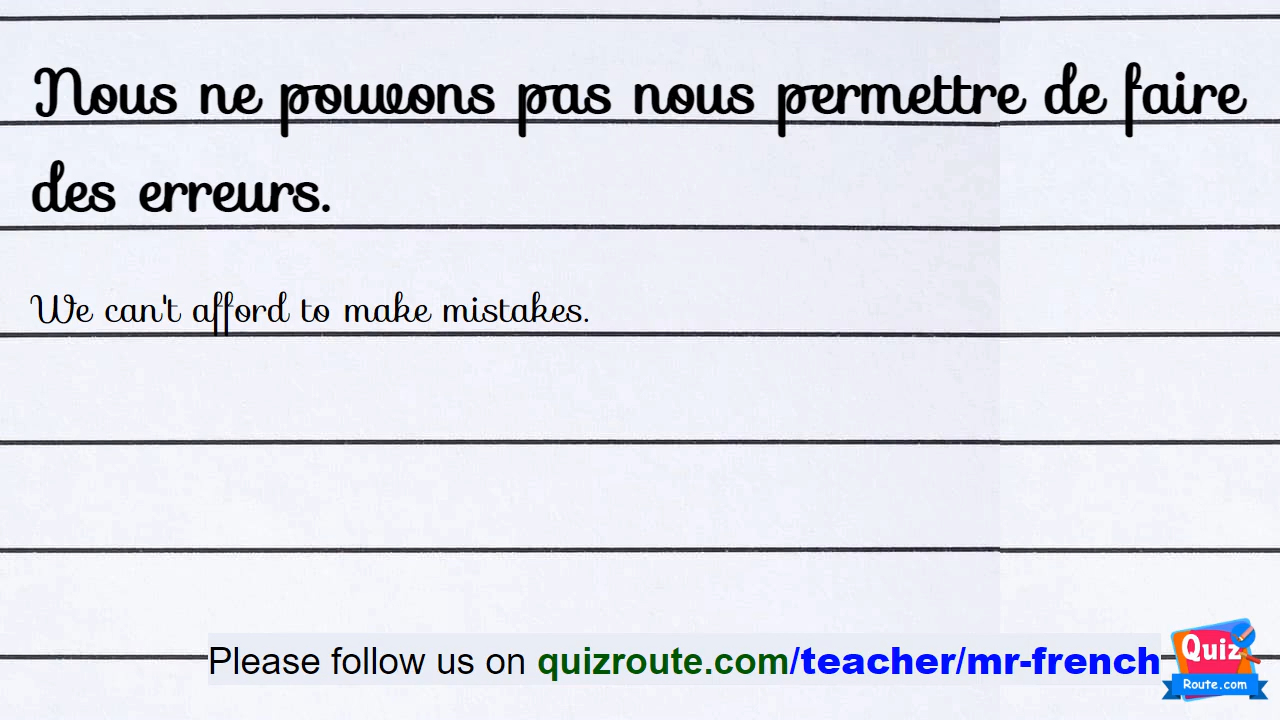 Nous ne pouvons pas nous permettre de faire
des erreurs.
We can't afford to make mistakes.
Please follow us on quizroute.com/teacher/mr-french
Quiz
Route.com